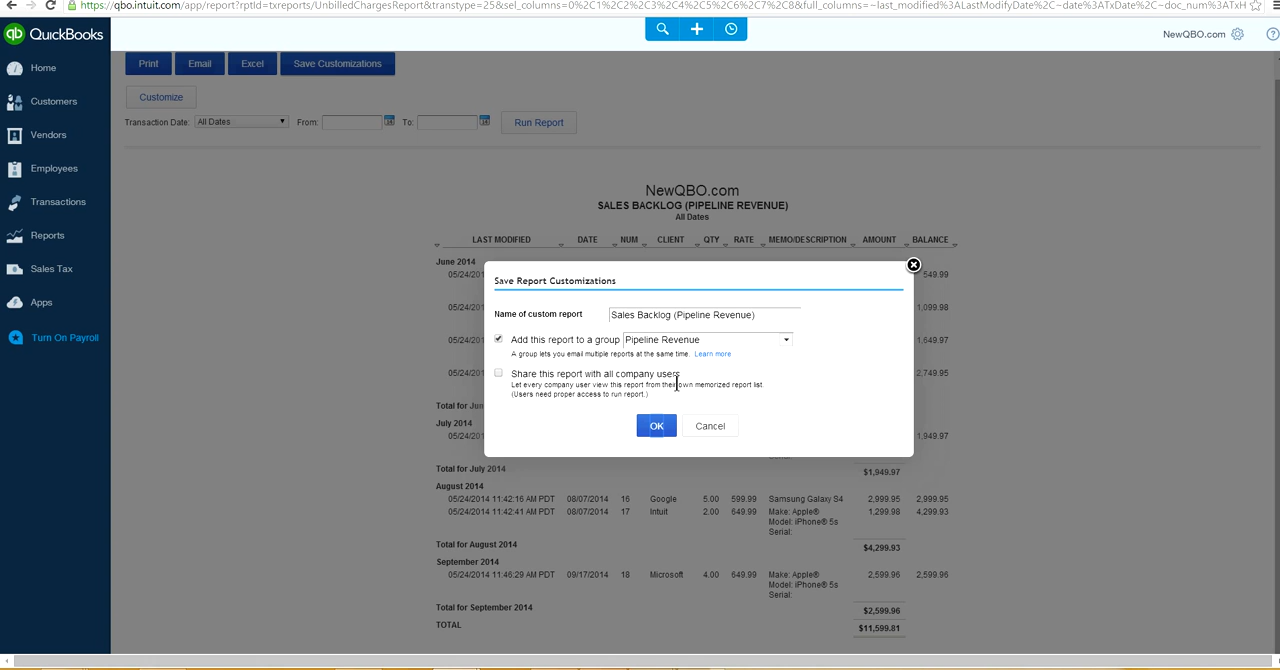 https://qbo.intuit.com/app/report?rptId=txreports/UnbilledChargesReport&transtype=25&sel_columns=0%2C1%2C2%2C3%2C4%2C5%2C6%2C7%2C8&full_columns=~last_modified%3ALastModifyDate%2C~date%3ATxDate%2C~doc_num%3ATxH
qb QuickBooks
NewQBO.com
Home
Customers
Vendors
Employees
Transactions
Reports
Sales Tax
Apps
Turn On Payroll
Print Email Excel Save Customizations
Customize
Transaction Date: All Dates From: To: Run Report
NewQBO.com
SALES BACKLOG (PIPELINE REVENUE)
All Dates
LAST MODIFIED DATE NUM CLIENT QTY RATE MEMO/DESCRIPTION AMOUNT BALANCE
June 2014
05/24/2014 549.99
05/24/2014 1,099.98
05/24/2014 1,649.97
05/24/2014 2,749.95
Total for Jun
July 2014
05/24/2014 1,949.97
Save Report Customizations
Name of custom report Sales Backlog (Pipeline Revenue)
Add this report to a group Pipeline Revenue
A group lets you email multiple reports at the same time. Learn more
Share this report with all company users
Let every company user view this report from their own memorized report list.
(Users need proper access to run report.)
OK Cancel
Total for July 2014 $1,949.97
August 2014
05/24/2014 11:42:16 AM PDT 08/07/2014 16 Google 5.00 599.99 Samsung Galaxy S4 2,999.95 2,999.95
05/24/2014 11:42:41 AM PDT 08/07/2014 17 Intuit 2.00 649.99 Make: Apple® 1,299.98 4,299.93
Model: iPhone® 5s
Serial:
Total for August 2014 $4,299.93
September 2014
05/24/2014 11:46:29 AM PDT 09/17/2014 18 Microsoft 4.00 649.99 Make: Apple® 2,599.96 2,599.96
Model: iPhone® 5s
Serial:
Total for September 2014 $2,599.96
TOTAL $11,599.81